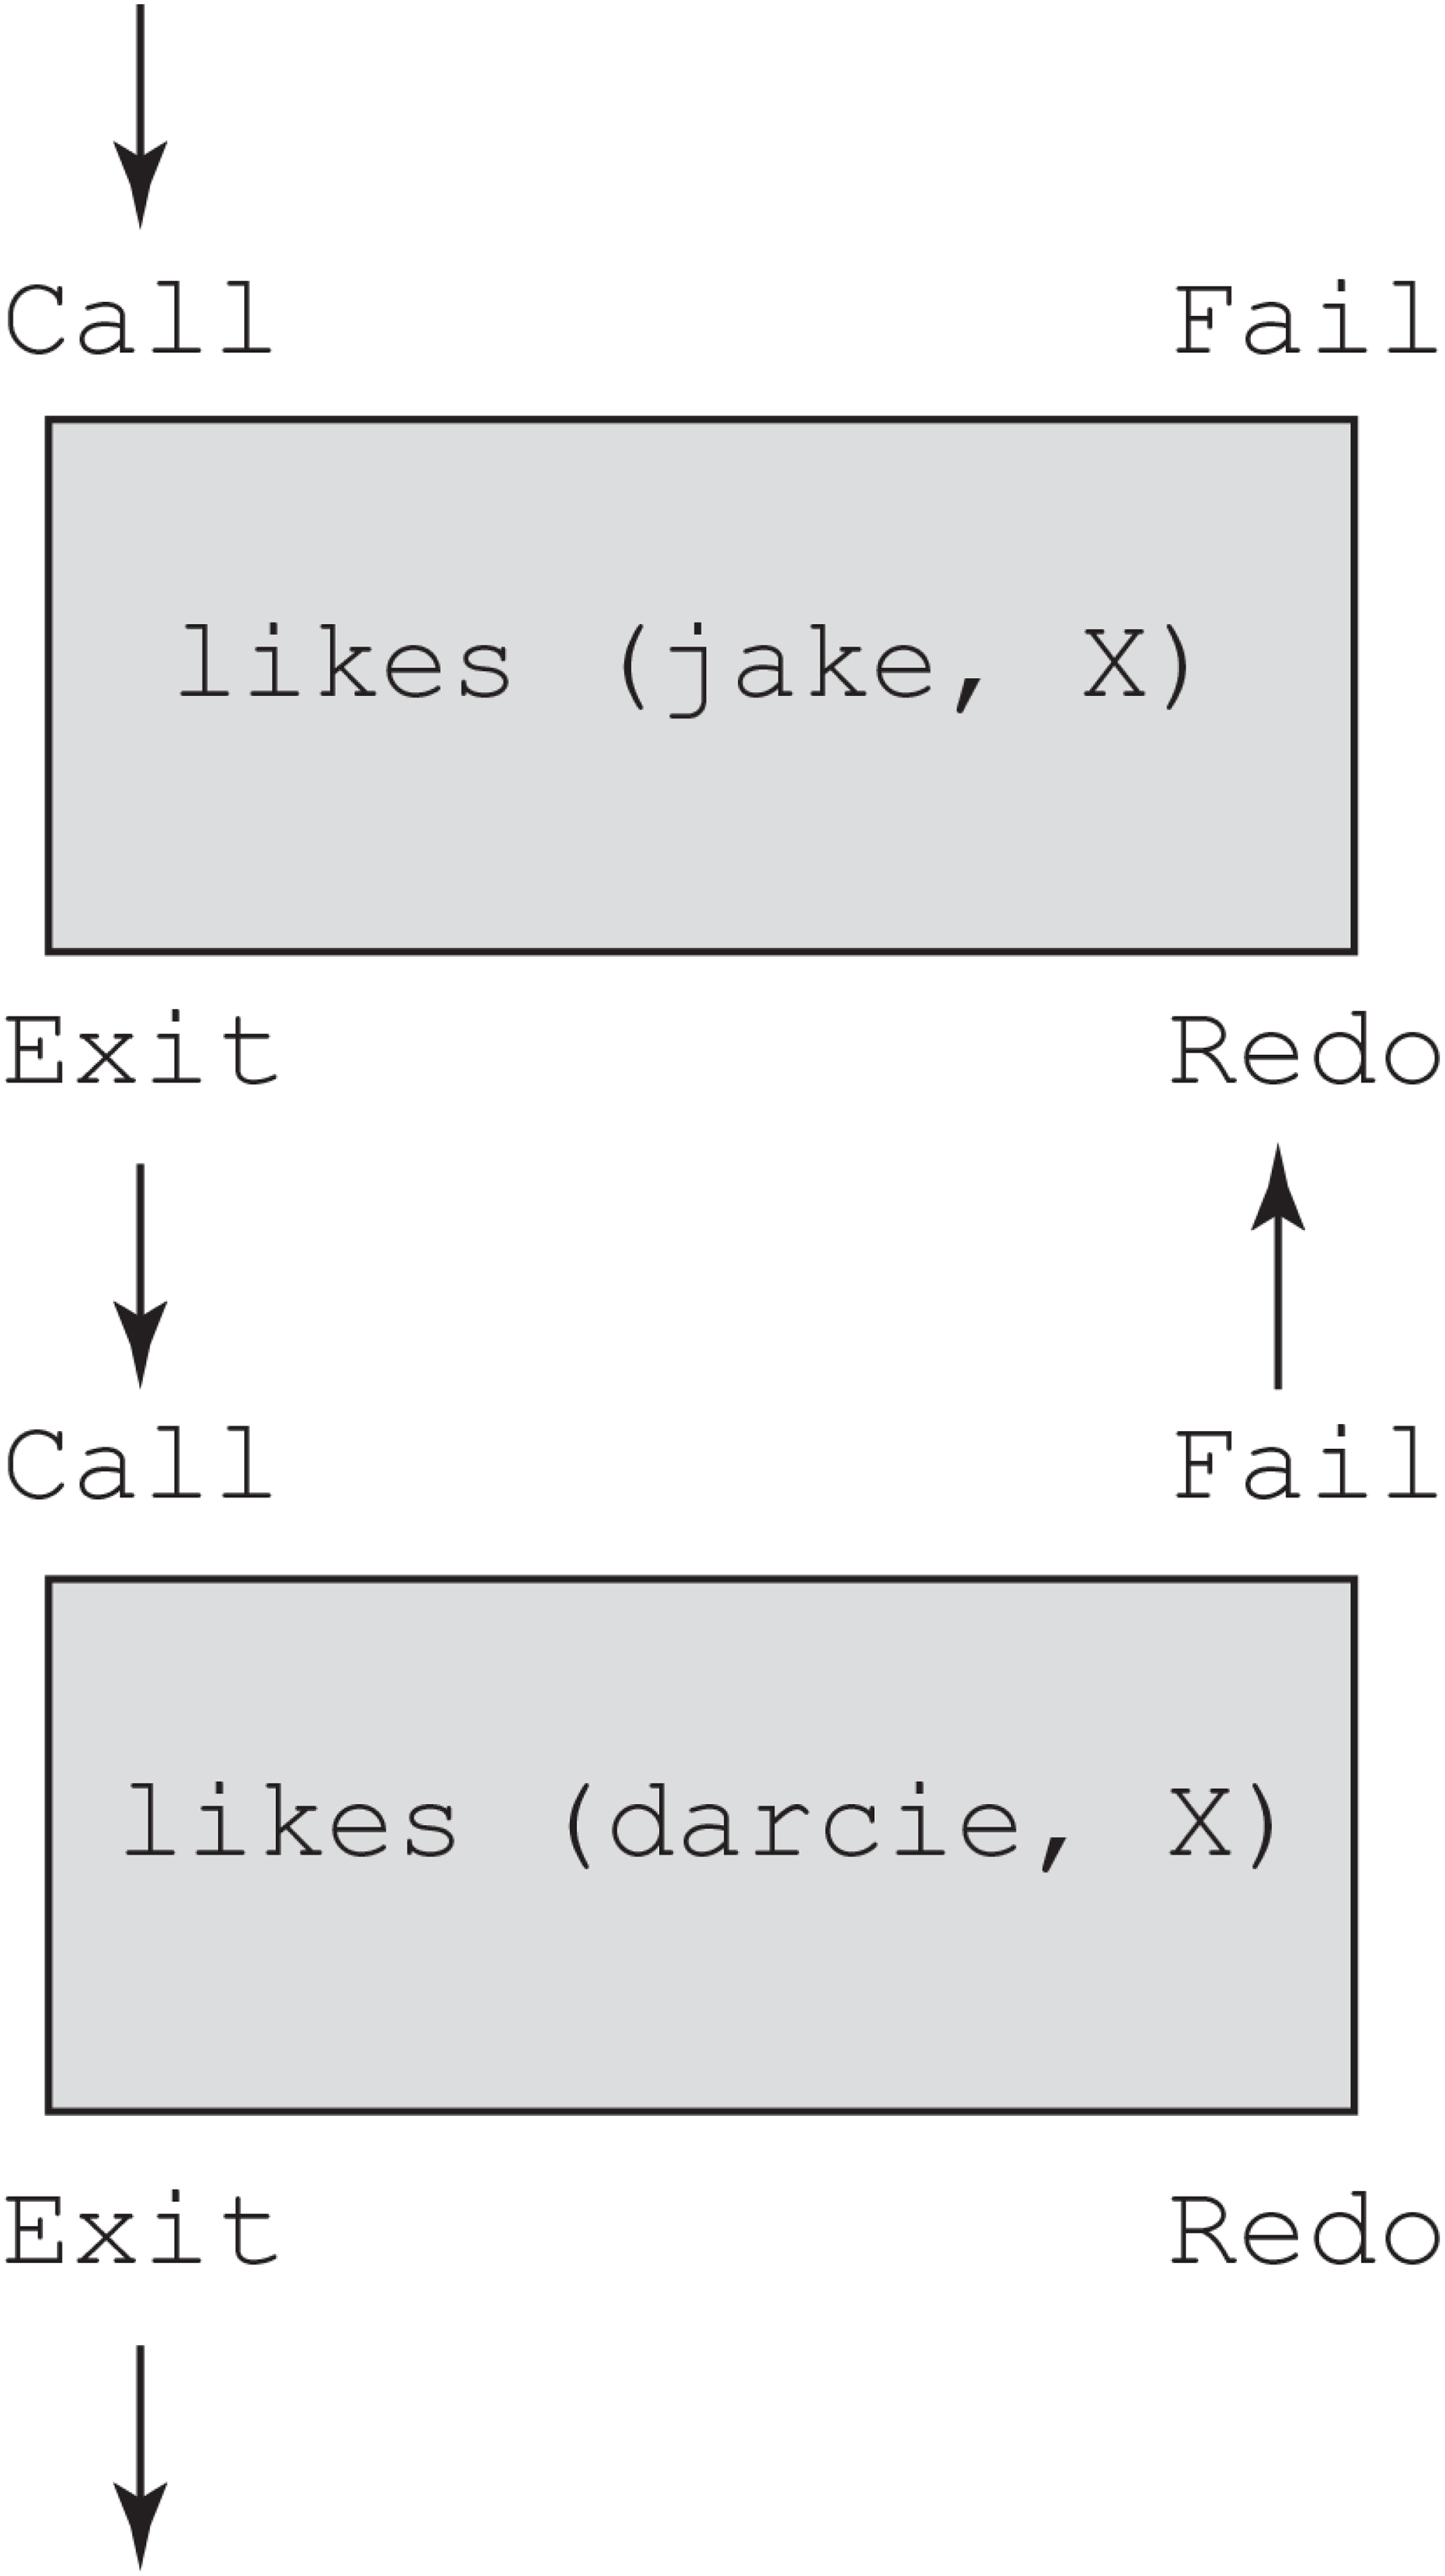 Call Fail
likes (jake, X)
Exit Redo
Call Fail
likes (darcie, X)
Exit Redo